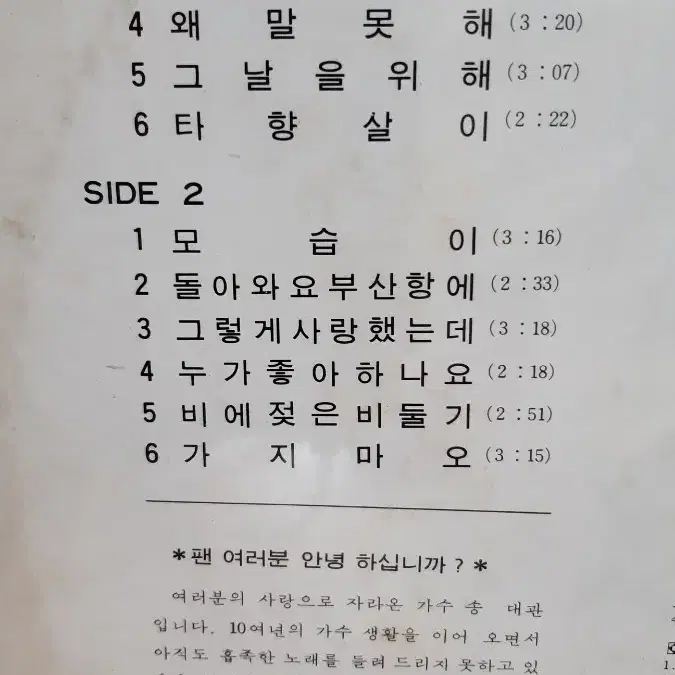 4 왜 말 못 해 (3 : 20)
5 그 날 을 위 해 (3 : 07)
6 타 향 살 이 (2 : 22)
SIDE 2
1 모 습 이 (3 : 16)
2 돌아와요부산항에 (2 : 33)
3 그렇게사랑했는데 (3 : 18)
4 누가좋아하나요 (2 : 18)
5 비에젖은비둘기 (2 : 51)
6 가 지 마 오 (3 : 15)
*팬 여러분 안녕 하십니까 ? *
여러분의 사랑으로 자라온 가수 송 대관
입니다. 10여년의 가수 생활을 이어 오면서
아직도 흡족한 노래를 들려 드리지 못하고 있